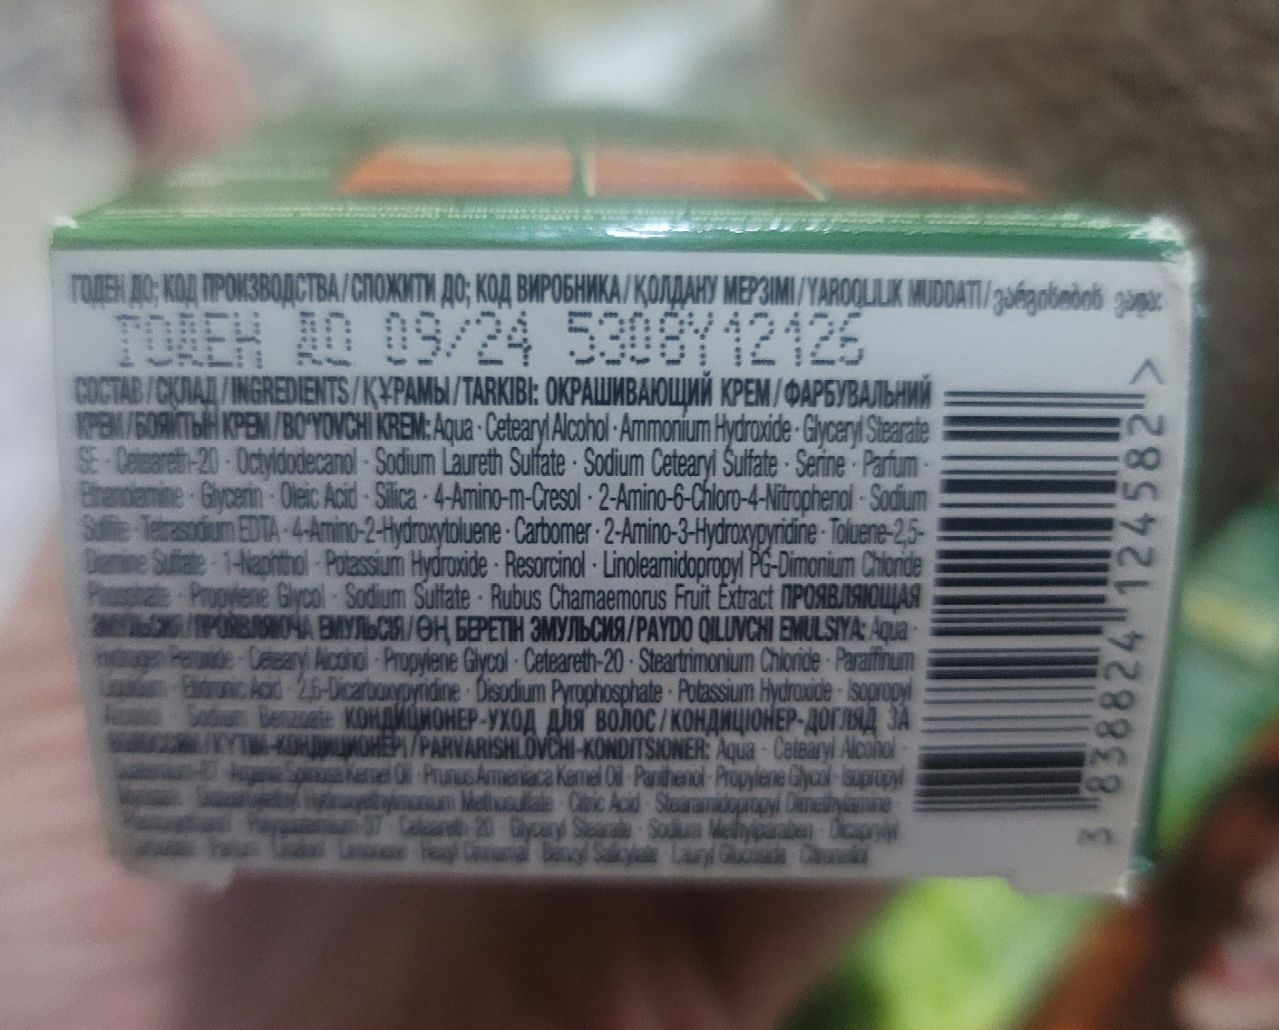 ГОДЕН ДО; КОД ПРОИЗВОДСТВА/СПОЖИТИ ДО; КОД ВИРОБНИКА/ҚОЛДАНУ МЕРЗІМІ/YAROQLILIK MUDDATI/ვარგისიანობის ვადა:
ГОДЕН ДО 09/24 5308Y12126
СОСТАВ/СКЛАД/INGREDIENTS/ҚҰРАМЫ/TARKIBI: ОКРАШИВАЮЩИЙ КРЕМ/ФАРБУВАЛЬНИЙ
КРЕМ/БОЯЙТЫН КРЕМ/BO'YOVCHI KREM: Aqua · Cetearyl Alcohol · Ammonium Hydroxide · Glyceryl Stearate
SE · Ceteareth-20 · Octyldodecanol · Sodium Laureth Sulfate · Sodium Cetearyl Sulfate · Serine · Parfum ·
Ethanolamine · Glycerin · Oleic Acid · Silica · 4-Amino-m-Cresol · 2-Amino-6-Chloro-4-Nitrophenol · Sodium
Sulfite · Tetrasodium EDTA · 4-Amino-2-Hydroxytoluene · Carbomer · 2-Amino-3-Hydroxypyridine · Toluene-2,5-
Diamine Sulfate · 1-Naphthol · Potassium Hydroxide · Resorcinol · Linoleamidopropyl PG-Dimonium Chloride
Phosphate · Propylene Glycol · Sodium Sulfate · Rubus Chamaemorus Fruit Extract ПРОЯВЛЯЮЩАЯ
ЭМУЛЬСИЯ/ПРОЯВЛЯЮЧА ЕМУЛЬСІЯ/ӨҢ БЕРЕТІН ЭМУЛЬСИЯ/PAYDO QILUVCHI EMULSIYA: Aqua ·
Hydrogen Peroxide · Cetearyl Alcohol · Propylene Glycol · Ceteareth-20 · Steartrimonium Chloride · Paraffinum
Liquidum · Etidronic Acid · 2,6-Dicarboxypyridine · Disodium Pyrophosphate · Potassium Hydroxide · Isopropyl
Alcohol · Sodium Benzoate КОНДИЦИОНЕР-УХОД ДЛЯ ВОЛОС/КОНДИЦІОНЕР-ДОГЛЯД ЗА
ВОЛОССЯМ/КҮТІМ-КОНДИЦИОНЕРІ/PARVARISHLOVCHI-KONDITSIONER: Aqua · Cetearyl Alcohol ·
Argania Spinosa Kernel Oil · Prunus Armeniaca Kernel Oil · Panthenol · Propylene Glycol · Isopropyl
Myristate · Hydroxyethylmonium Methosulfate · Citric Acid · Stearamidopropyl Dimethylamine ·
Polyquaternium-37 · Ceteareth-20 · Glyceryl Stearate · Sodium Methylparaben · Dicaprylyl
Carbonate · Parfum · Linalool · Limonene · Hexyl Cinnamal · Benzyl Salicylate · Lauryl Glucoside · Citronellol
3 838824 124582 >